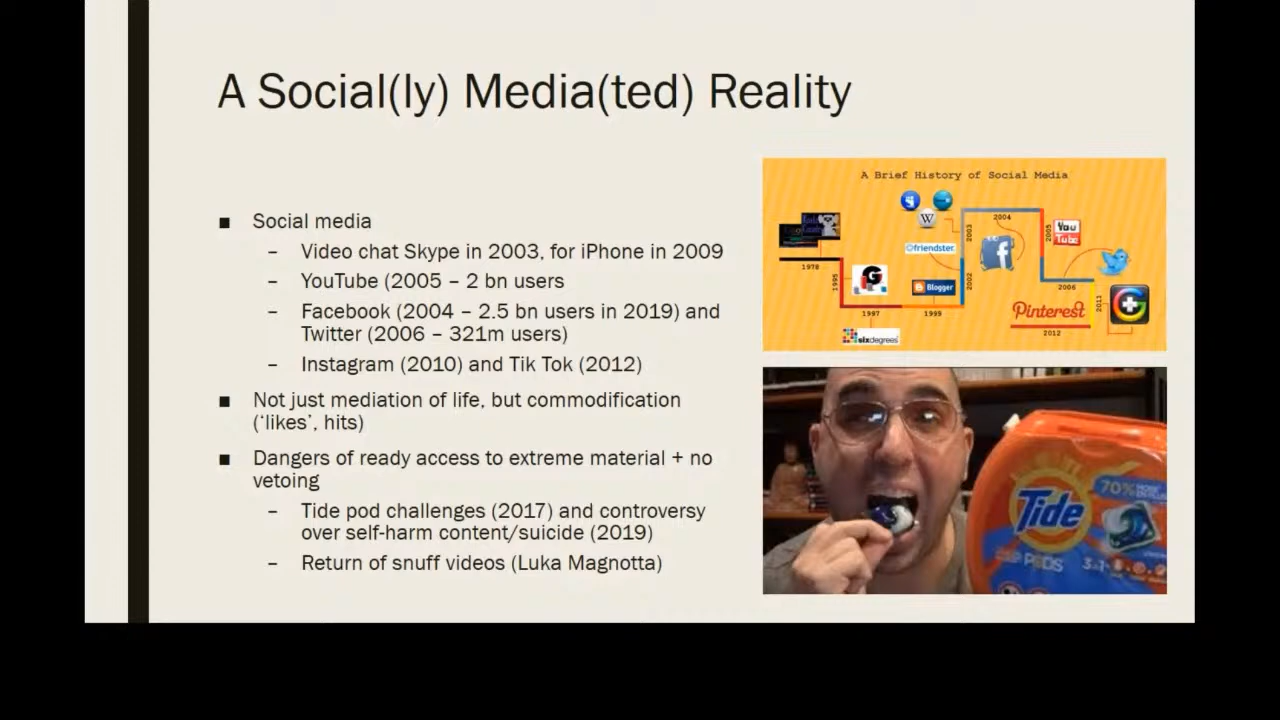 A Social(ly) Media(ted) Reality
■ Social media
– Video chat Skype in 2003, for iPhone in 2009
– YouTube (2005 – 2 bn users
– Facebook (2004 – 2.5 bn users in 2019) and
Twitter (2006 – 321m users)
– Instagram (2010) and Tik Tok (2012)
■ Not just mediation of life, but commodification
(‘likes’, hits)
■ Dangers of ready access to extreme material + no
vetoing
– Tide pod challenges (2017) and controversy
over self-harm content/suicide (2019)
– Return of snuff videos (Luka Magnotta)
A Brief History of Social Media
1978
1995
G
1997
sixdegrees
1999
Blogger
2002
friendster
W
2003
2004
f
2005
You
Tube
2006
2011
G+
Pinterest
2012
70%
Tide
PODS
3in1